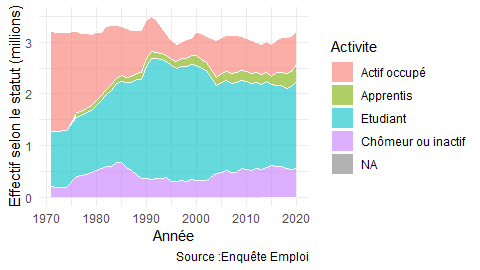 Effectif selon le statut (millions)
3
2
1
0
1970
1980
1990
2000
2010
2020
Année
Activite
Actif occupé
Apprentis
Etudiant
Chômeur ou inactif
NA
Source :Enquête Emploi